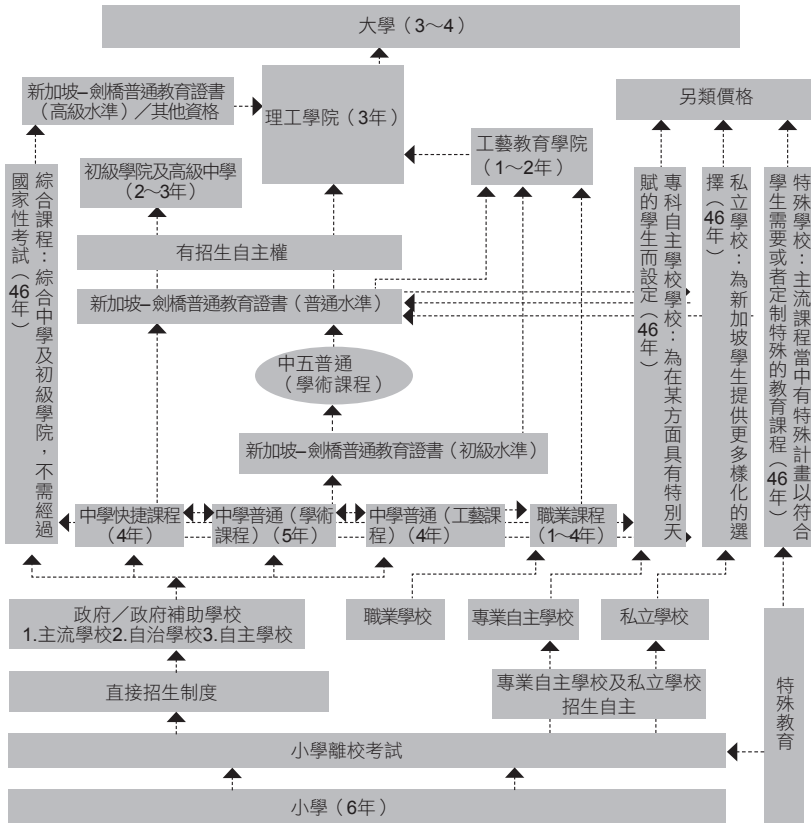 大學（3～4）
新加坡–劍橋普通教育證書
（高級水準）／其他資格
理工學院（3年）
另類價格
工藝教育學院
（1～2年）
初級學院及高級中學
（2～3年）
綜合課程：綜合中學及初級學院，不需經過
國家性考試（46年）
專科自主學校學校：為在某方面具有特別天
賦的學生而設定（46年）
私立學校：為新加坡學生提供更多樣化的選
擇（46年）
特殊學校：主流課程當中有特殊計畫以符合
學生需要或者定制特殊的教育課程（46年）
有招生自主權
新加坡–劍橋普通教育證書（普通水準）
中五普通
（學術課程）
新加坡–劍橋普通教育證書（初級水準）
中學快捷課程
（4年）
中學普通（學術
課程）（5年）
中學普通（工藝課
程）（4年）
職業課程
（1～4年）
政府／政府補助學校
1.主流學校2.自治學校3.自主學校
職業學校
專業自主學校
私立學校
直接招生制度
專業自主學校及私立學校
招生自主
特殊教育
小學離校考試
小學（6年）